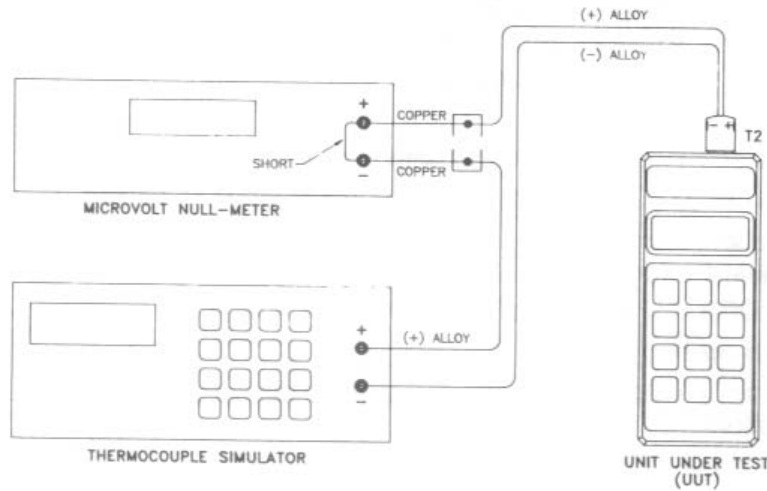 (+) ALLOY
(-) ALLOY
+
COPPER
- +
T2
SHORT
COPPER
-
MICROVOLT NULL-METER
+
(+) ALLOY
-
THERMOCOUPLE SIMULATOR
UNIT UNDER TEST
(UUT)